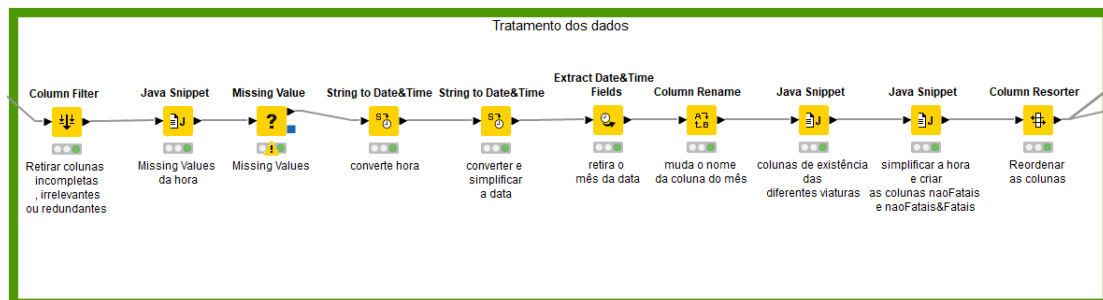 Tratamento dos dados
Column Filter
Retirar colunas
incompletas
, irrelevantes
ou redundantes
Java Snippet
Missing Values
da hora
Missing Value
?
Missing Values
String to Date&Time
S
converte hora
String to Date&Time
S
converter e
simplificar
a data
Extract Date&Time
Fields
retira o
mês da data
Column Rename
A
B
muda o nome
da coluna do mês
Java Snippet
J
colunas de existência
das
diferentes viaturas
Java Snippet
J
simplificar a hora
e criar
as colunas naoFatais
e naoFatais&Fatais
Column Resorter
Reordenar
as colunas